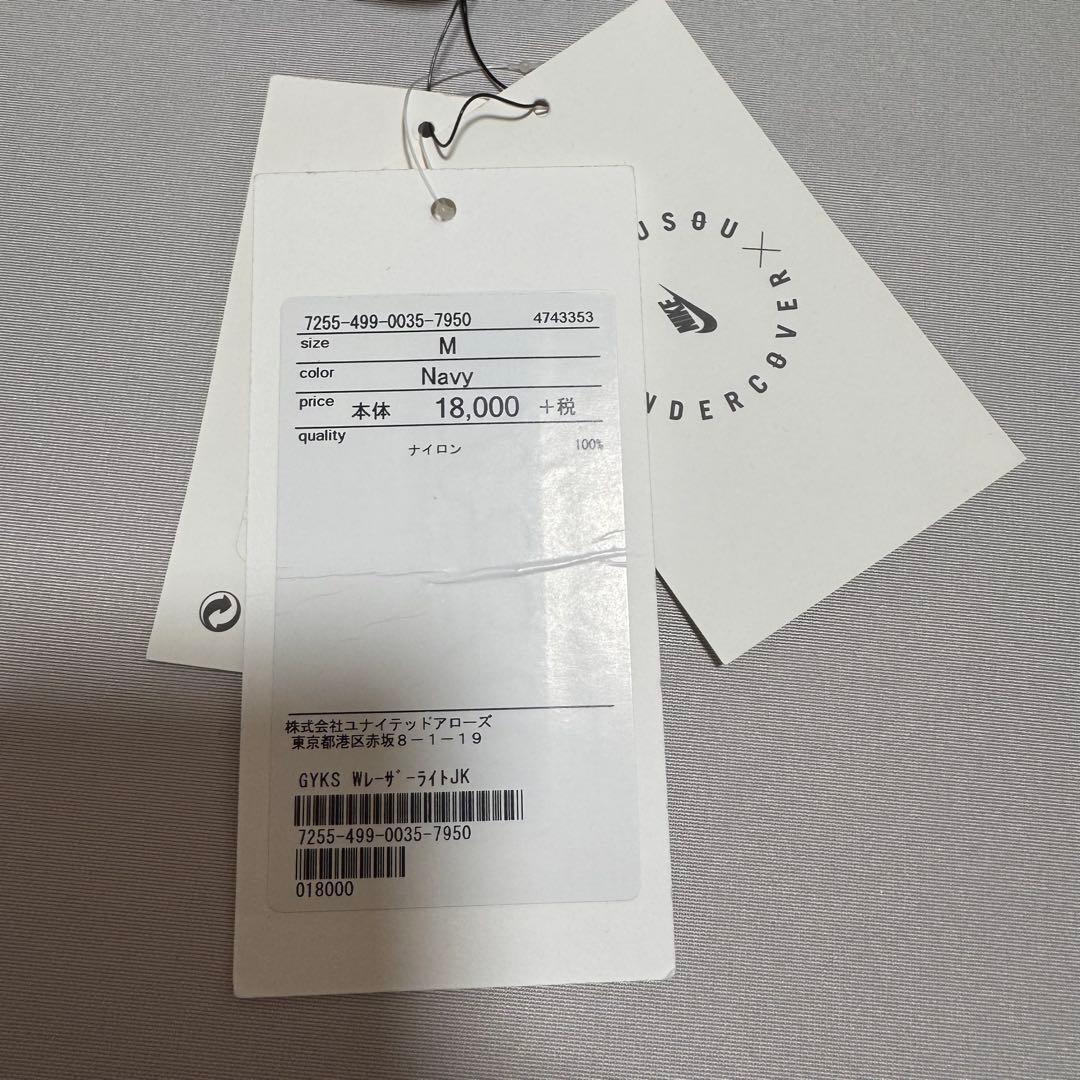 USOU
NIKE
NDERCOVER
7255-499-0035-7950 4743353
size M
color Navy
price 本体 18,000 +税
quality
ナイロン 100%
株式会社ユナイテッドアローズ
東京都港区赤坂8-1-19
GYKS WﾚｰｻﾞｰﾗｲﾄJK
7255-499-0035-7950
018000